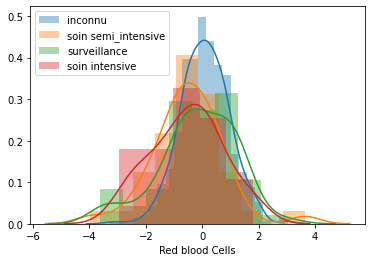 0.5
0.4
0.3
0.2
0.1
0.0
inconnu
soin semi_intensive
surveillance
soin intensive
−6 −4 −2 0 2 4
Red blood Cells